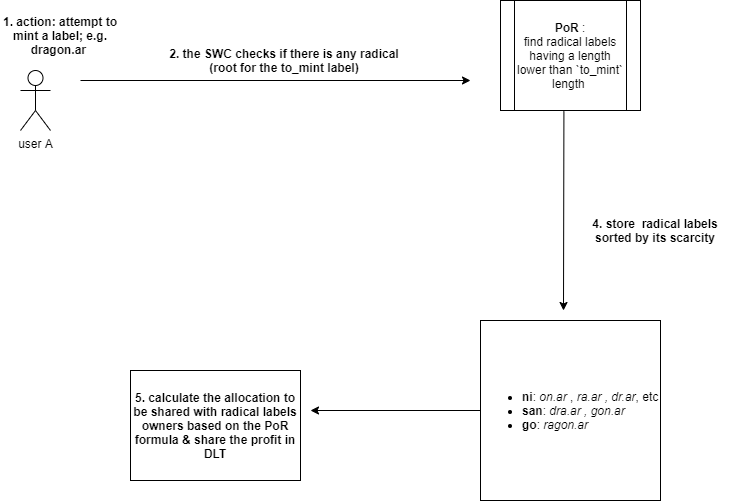 1. action: attempt to
mint a label; e.g.
dragon.ar
user A
2. the SWC checks if there is any radical
(root for the to_mint label)
PoR :
find radical labels
having a length
lower than `to_mint`
length
4. store  radical labels
sorted by its scarcity
• ni: on.ar , ra.ar , dr.ar, etc
• san: dra.ar , gon.ar
• go: ragon.ar
5. calculate the allocation to
be shared with radical labels
owners based on the PoR
formula & share the profit in
DLT